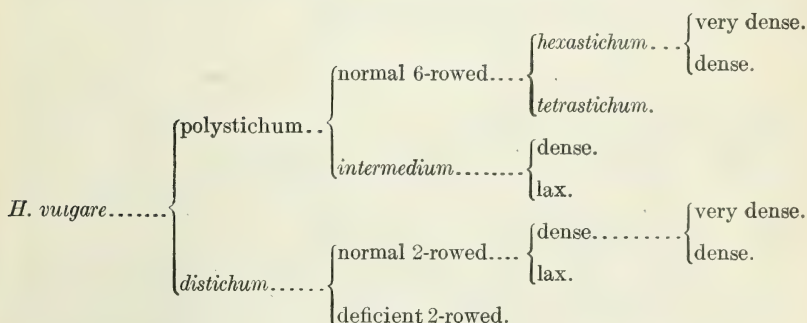 very dense.
hexastichum...
dense.
normal 6-rowed....
tetrastichum.
polystichum..
dense.
intermedium........
lax.
H. vulgare.......
very dense.
dense.........
normal 2-rowed....
dense.
lax.
distichum......
deficient 2-rowed.